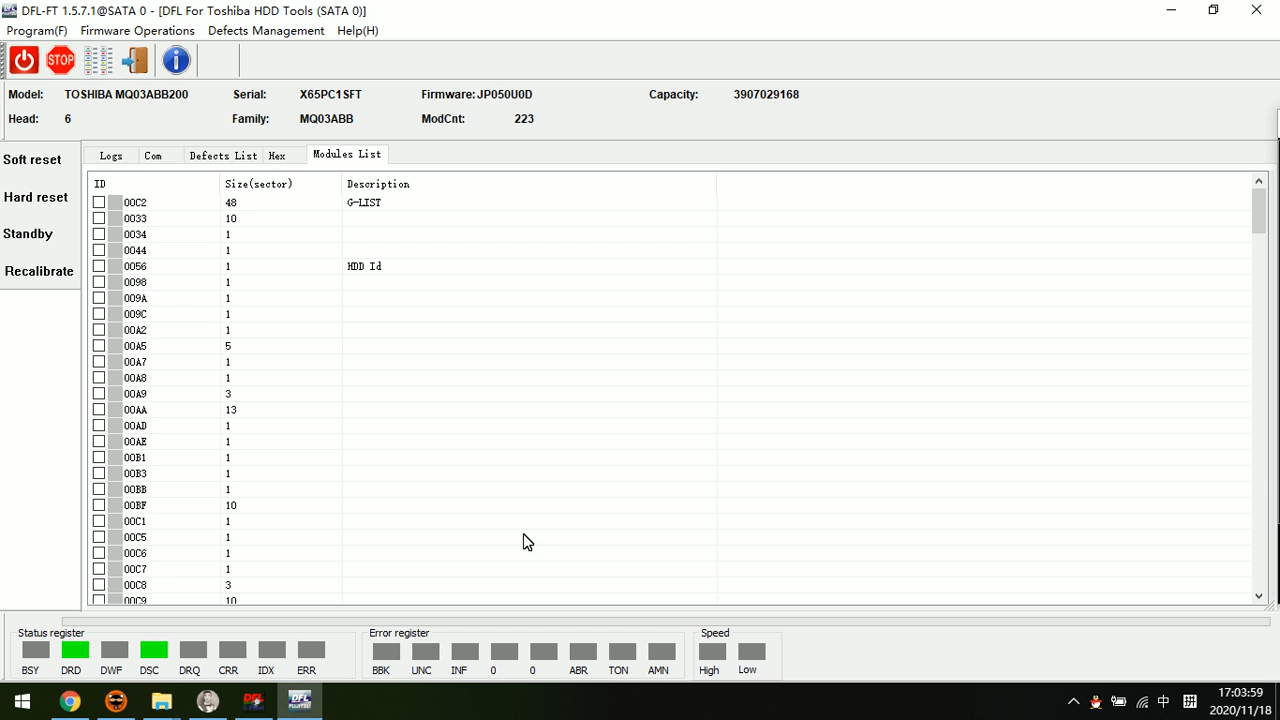 DFL-FT 1.5.7.1@SATA 0 - [DFL For Toshiba HDD Tools (SATA 0)]
Program(F) Firmware Operations Defects Management Help(H)
STOP
Model: TOSHIBA MQ03ABB200 Serial: X65PC1SFT Firmware: JP050U0D Capacity: 3907029168
Head: 6 Family: MQ03ABB ModCnt: 223
Soft reset
Hard reset
Standby
Recalibrate
Logs Com Defects List Hex Modules List
ID Size(sector) Description
00C2 48 G-LIST
0033 10
0034 1
0044 1
0056 1 HDD Id
0098 1
009A 1
009C 1
00A2 1
00A5 5
00A7 1
00A8 1
00A9 3
00AA 13
00AD 1
00AE 1
00B1 1
00B3 1
00BB 1
00BF 10
00C1 1
00C5 1
00C6 1
00C7 1
00C8 3
00C9 10
Status register Error register Speed
BSY DRD DWF DSC DRQ CRR IDX ERR BBK UNC INF 0 0 ABR TON AMN High Low
DFL DFL FUJITSU 中 拼 17:03:59
2020/11/18